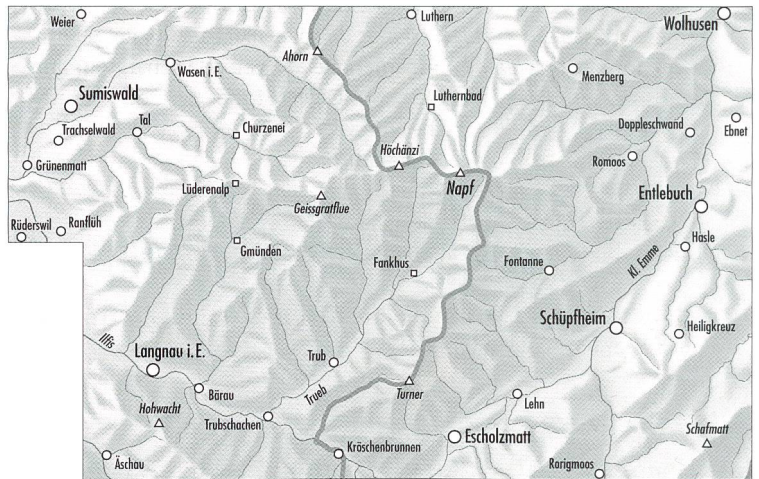 Weier
Luthern
Wolhusen
Ahorn
Wasen i.E.
Menzberg
Sumiswald
Luthernbad
Trachselwald
Tal
Churzenei
Doppleschwand
Ebnet
Höchänzi
Romoos
Grünenmatt
Lüderenalp
Napf
Geissgratflue
Entlebuch
Rüderswil
Ranflüh
Gmünden
Hasle
Fankhus
Fontanne
Kl. Emme
Schüpfheim
Heiligkreuz
Ilfis
Langnau i.E.
Trub
Bärau
Trueb
Turner
Hohwacht
Lehn
Trubschachen
Escholzmatt
Schafmatt
Äschau
Kröschenbrunnen
Rorigmoos